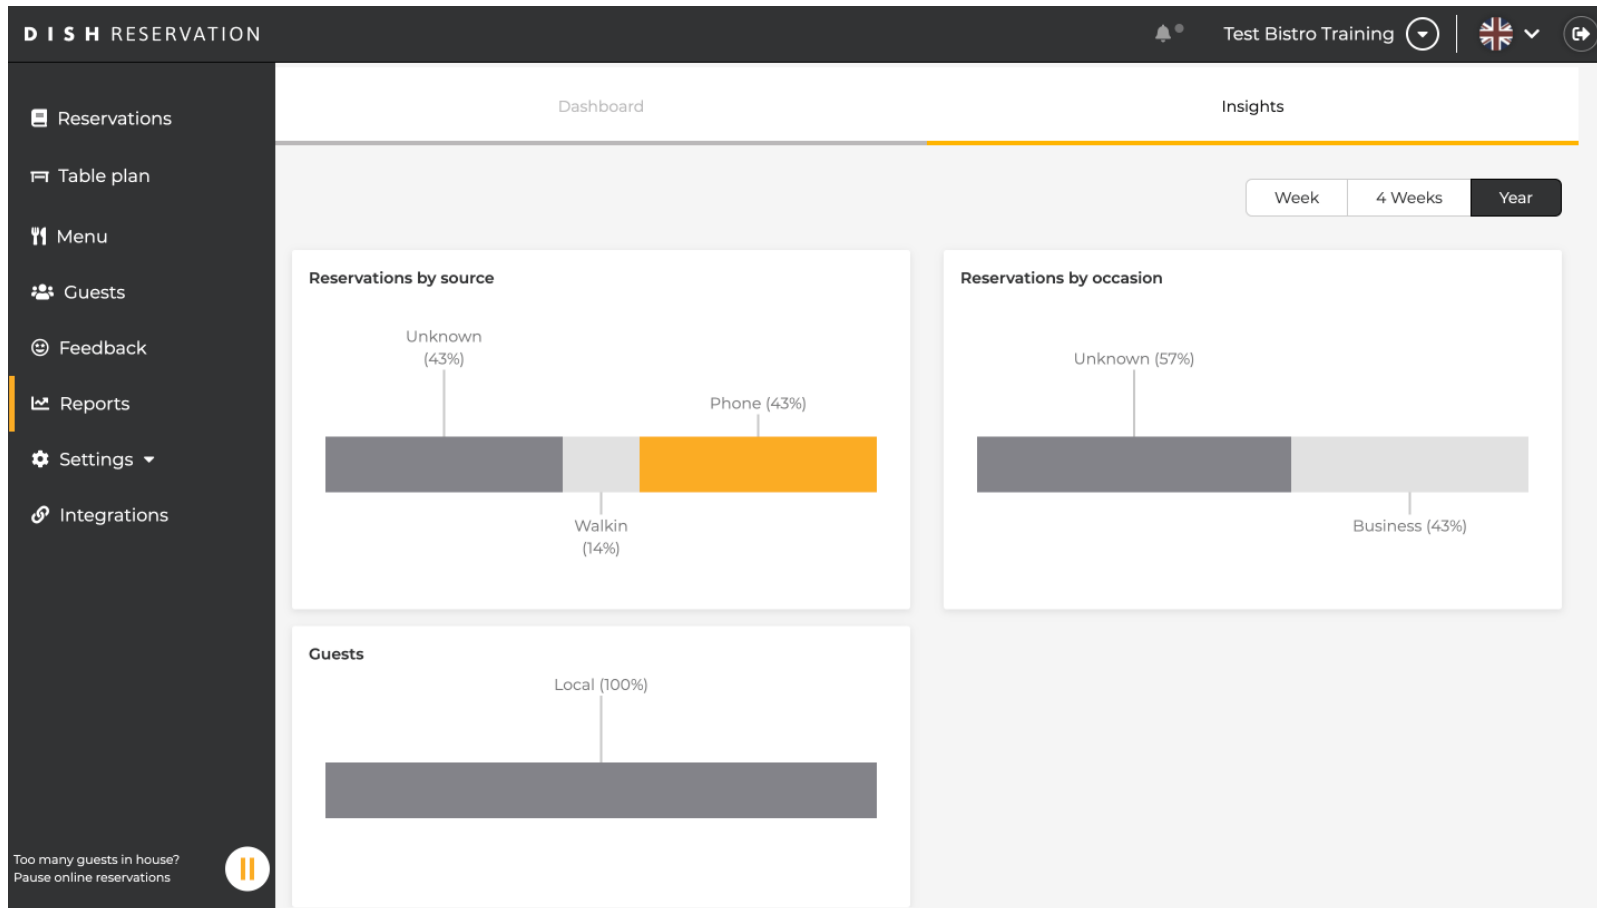 DISH RESERVATION
Test Bistro Training
Reservations
Table plan
Menu
Guests
Feedback
Reports
Settings
Integrations
Too many guests in house?
Pause online reservations
Dashboard
Insights
Week
4 Weeks
Year
Reservations by source
Unknown
(43%)
Phone (43%)
Walkin
(14%)
Reservations by occasion
Unknown (57%)
Business (43%)
Guests
Local (100%)